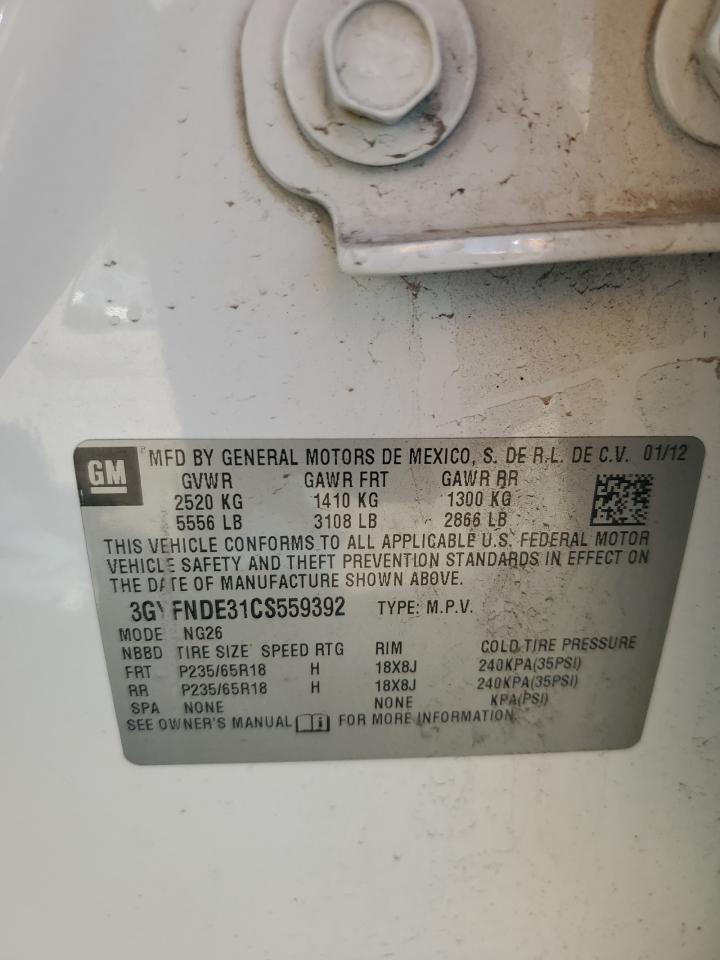 GM
MFD BY GENERAL MOTORS DE MEXICO, S. DE R.L. DE C.V. 01/12
GVWR GAWR FRT GAWR RR
2520 KG 1410 KG 1300 KG
5556 LB 3108 LB 2866 LB
THIS VEHICLE CONFORMS TO ALL APPLICABLE U.S. FEDERAL MOTOR
VEHICLE SAFETY AND THEFT PREVENTION STANDARDS IN EFFECT ON
THE DATE OF MANUFACTURE SHOWN ABOVE.
3GYFNDE31CS559392 TYPE: M.P.V.
MODE NG26
NBBD TIRE SIZE SPEED RTG RIM COLD TIRE PRESSURE
FRT P235/65R18 H 18X8J 240KPA(35PSI)
RR P235/65R18 H 18X8J 240KPA(35PSI)
SPA NONE NONE KPA(PSI)
SEE OWNER'S MANUAL FOR MORE INFORMATION